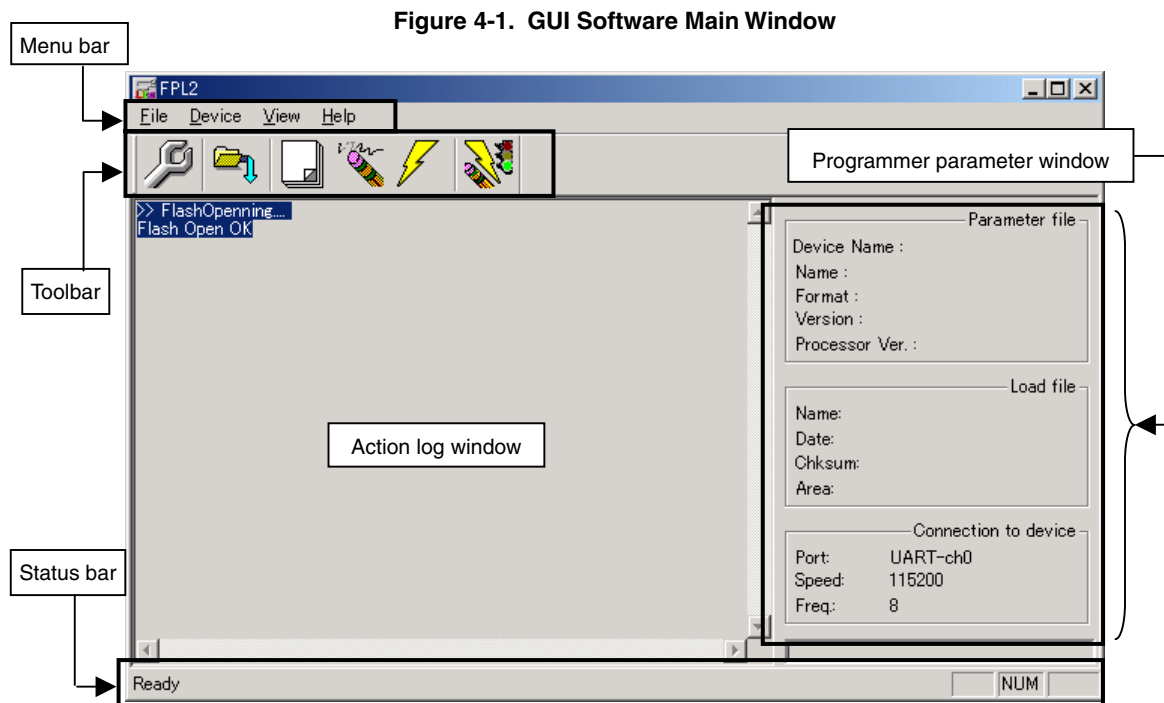 Figure 4-1. GUI Software Main Window
Menu bar
FPL2
File Device View Help
Programmer parameter window
Toolbar
>> FlashOpenning....
Flash Open OK
Parameter file
Device Name :
Name :
Format :
Version :
Processor Ver. :
Load file
Name:
Date:
Chksum:
Area:
Action log window
Connection to device
Port: UART-ch0
Speed: 115200
Freq.: 8
Status bar
Ready
NUM